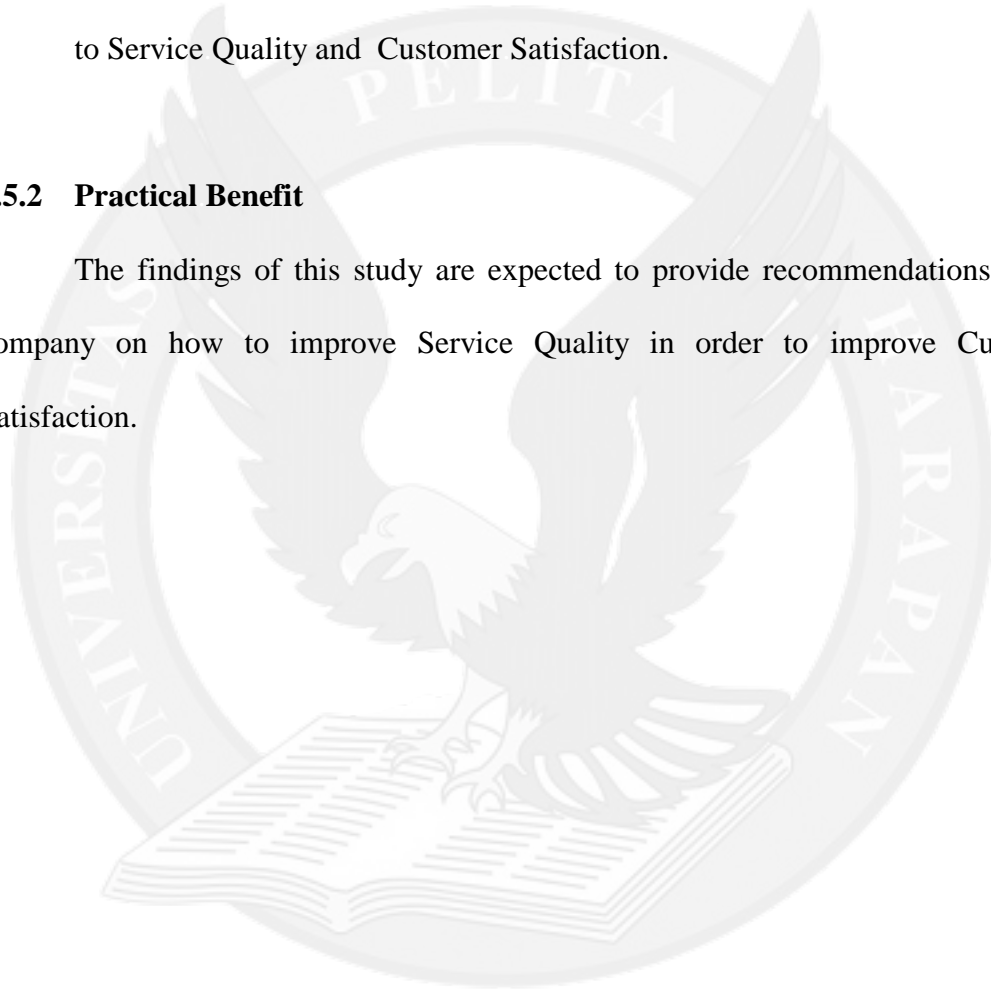 to Service Quality and  Customer Satisfaction.
.5.2 Practical Benefit
The findings of this study are expected to provide recommendations
ompany on how to improve Service Quality in order to improve Cu
atisfaction.
UNIVERSITAS PELITA HARAPAN